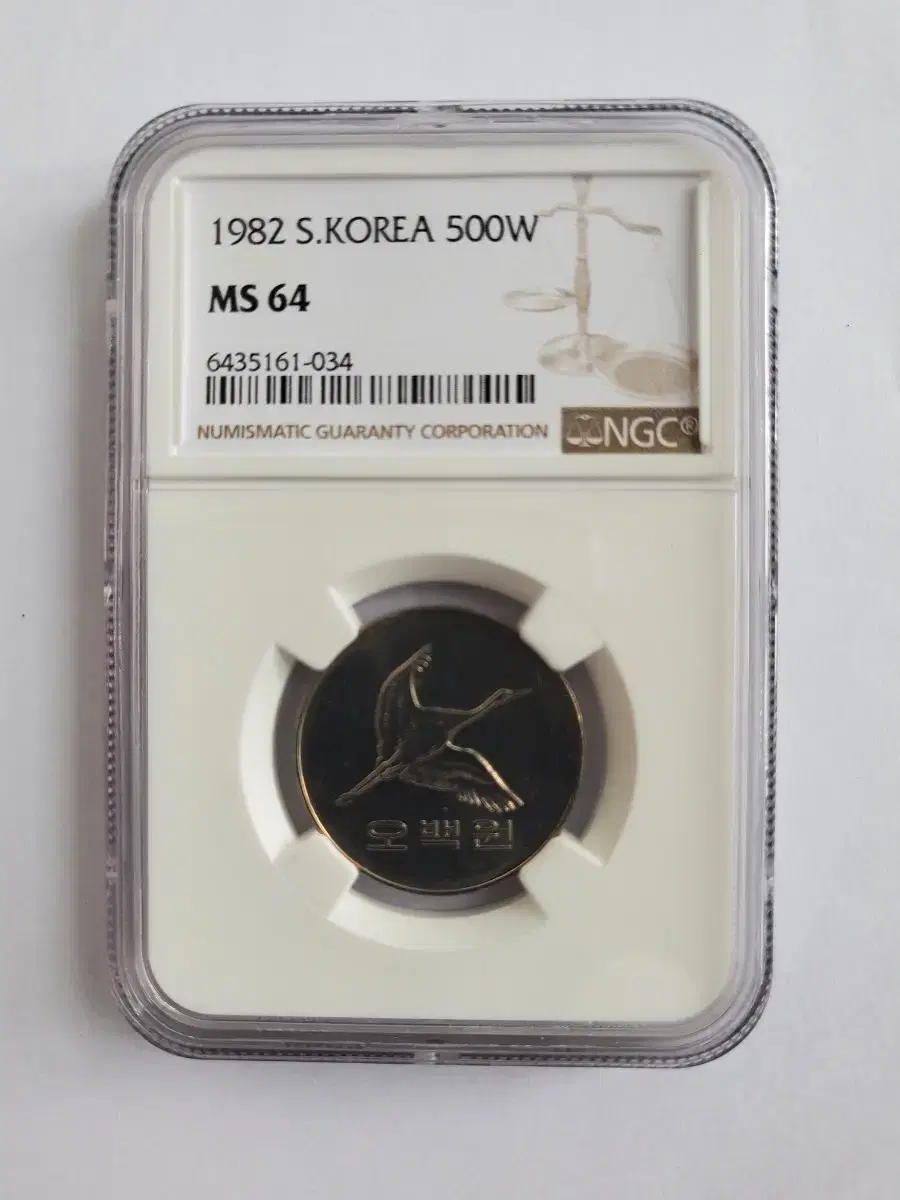 1982 S.KOREA 500W
MS 64
6435161-034
NUMISMATIC GUARANTY CORPORATION NGC®
오백원